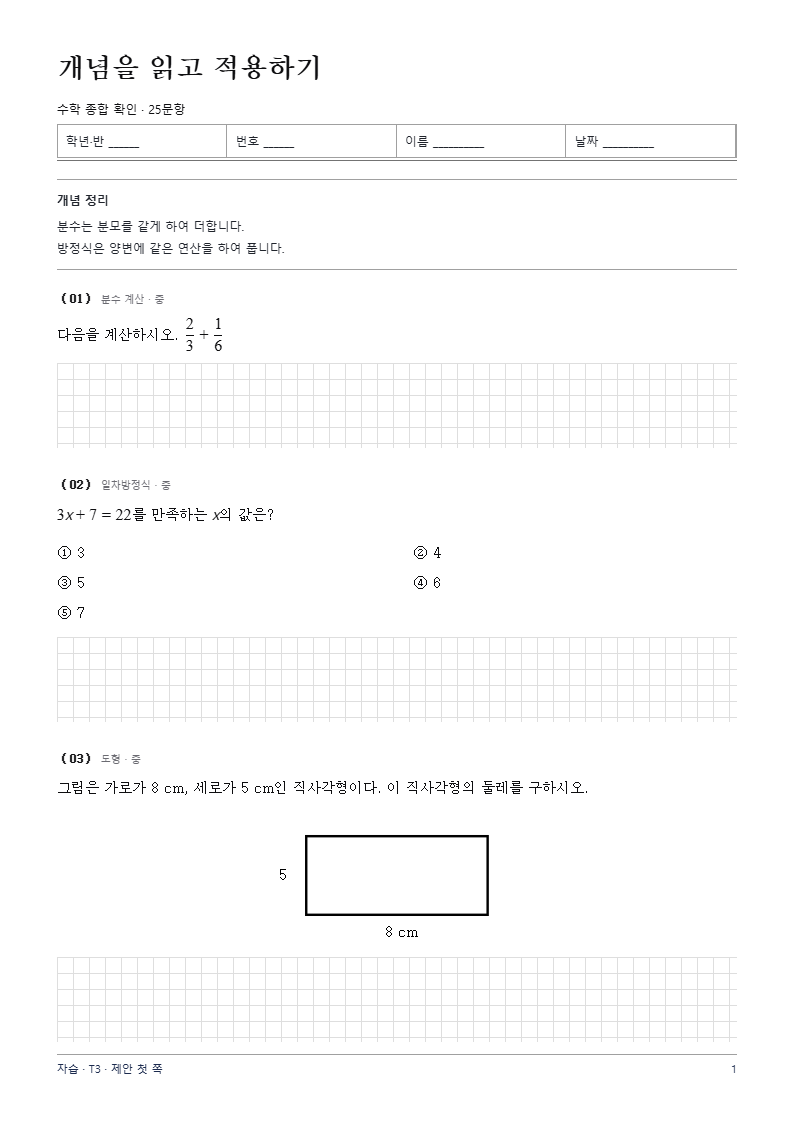 개념을 읽고 적용하기
수학 종합 확인 · 25문항
학년·반 ______ 번호 ______ 이름 __________ 날짜 __________
개념 정리
분수는 분모를 같게 하여 더합니다.
방정식은 양변에 같은 연산을 하여 풉니다.
(01) 분수 계산 · 중
다음을 계산하시오. 2/3 + 1/6
(02) 일차방정식 · 중
3x + 7 = 22를 만족하는 x의 값은?
① 3 ② 4
③ 5 ④ 6
⑤ 7
(03) 도형 · 중
그림은 가로가 8 cm, 세로가 5 cm인 직사각형이다. 이 직사각형의 둘레를 구하시오.
5
8 cm
자습 · T3 · 제안 첫 쪽 1